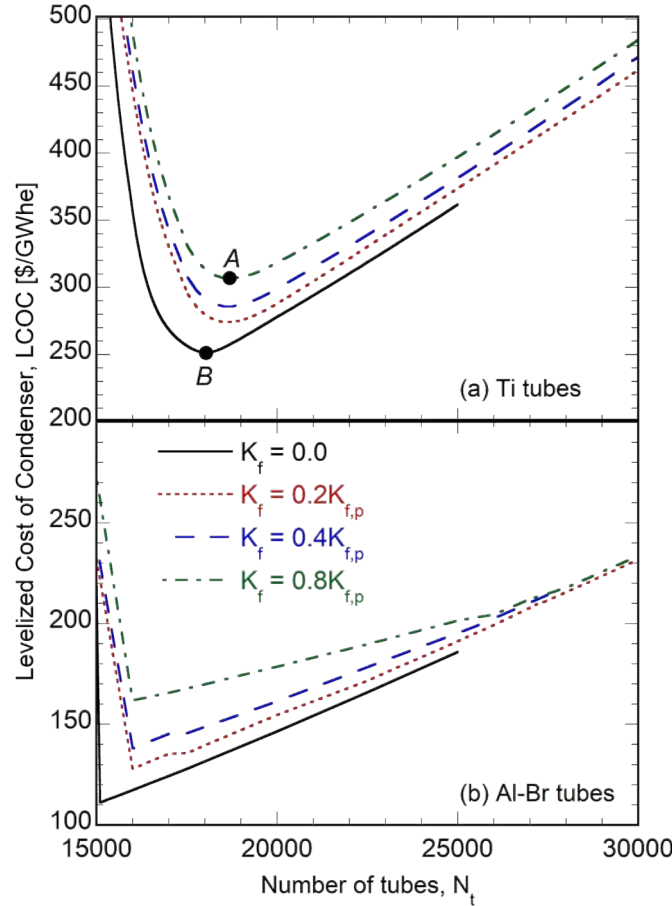 Levelized Cost of Condenser, LCOC [$/GWhe]
500
450
400
350
300
250
200
A
B
(a) Ti tubes
250
200
150
100
K_f = 0.0
K_f = 0.2K_f,p
K_f = 0.4K_f,p
K_f = 0.8K_f,p
(b) Al-Br tubes
15000 20000 25000 30000
Number of tubes, N_t